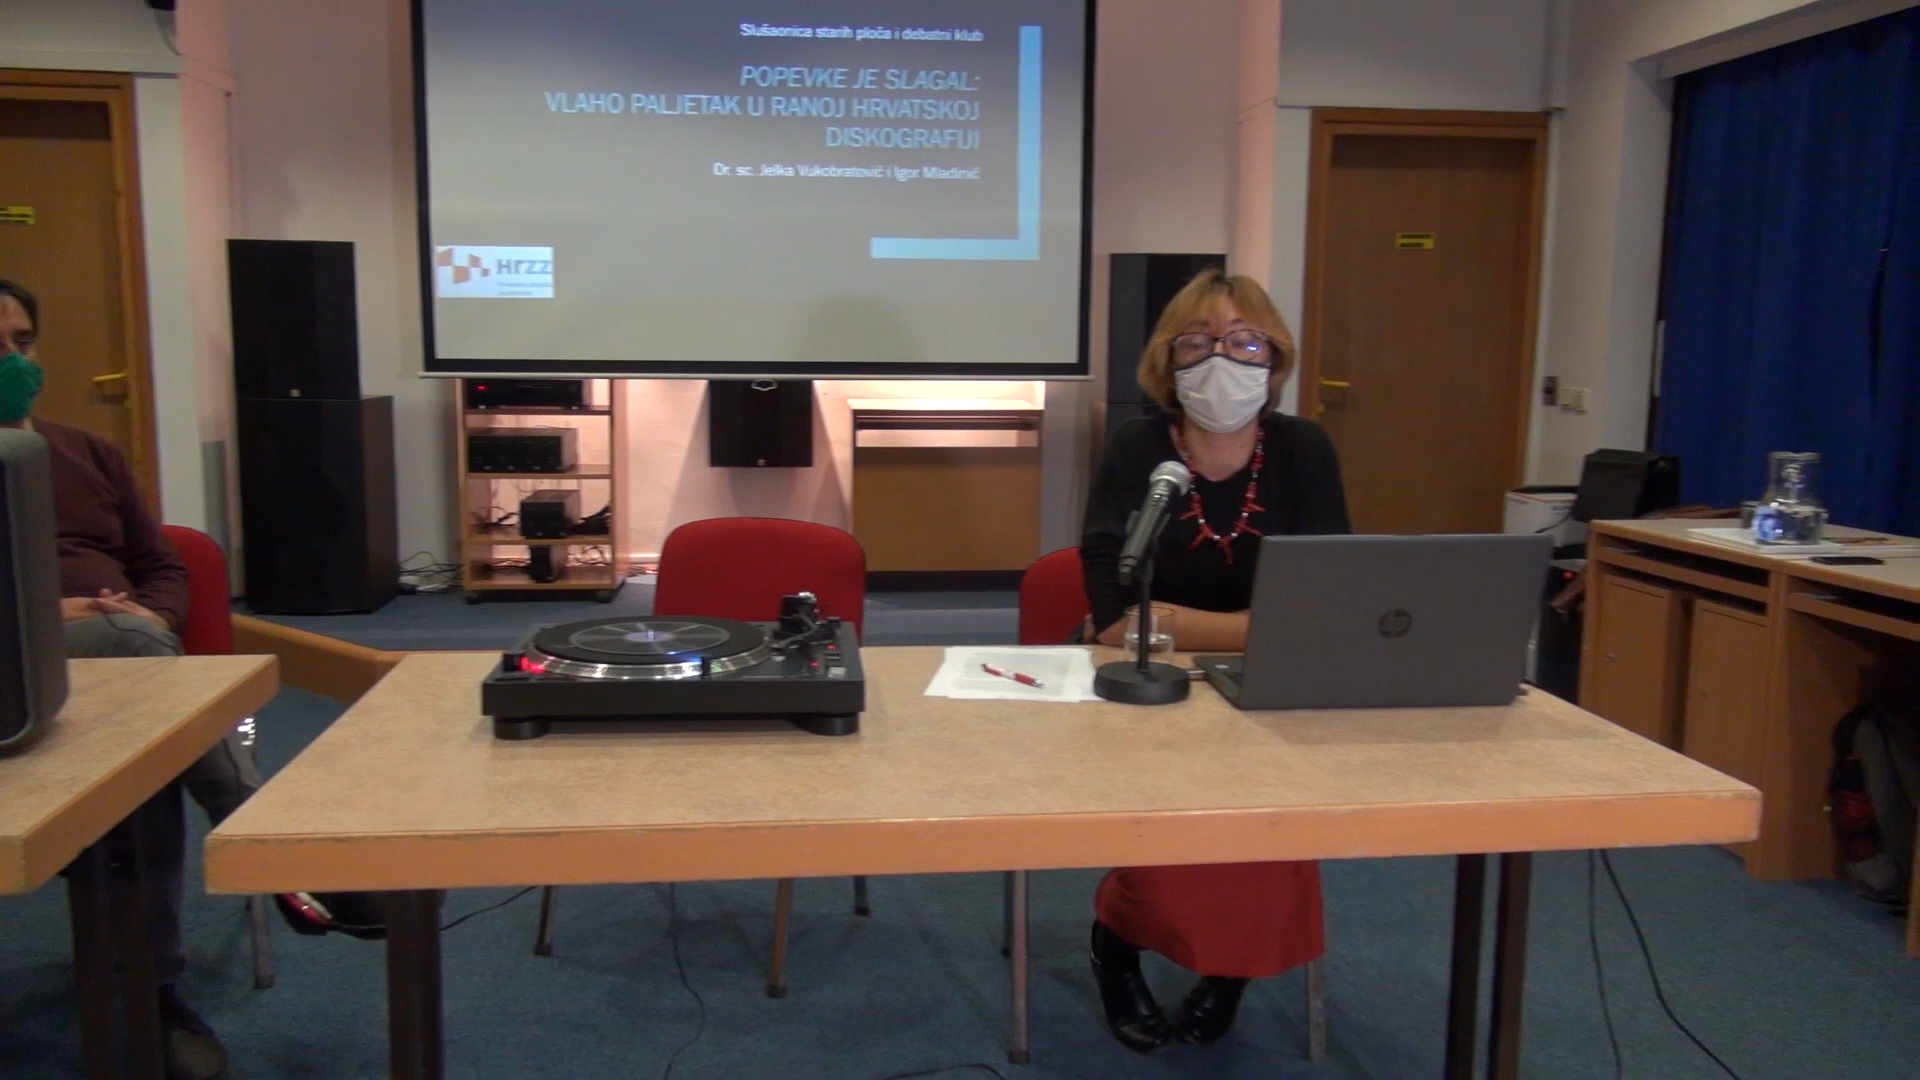 Slušaonica starih ploča i debatni klub
POPEVKE JE SLAGAL:
VLAHO PALJETAK U RANOJ HRVATSKOJ
DISKOGRAFIJI
Dr. sc. Jelka Vukobratović i Igor Mladinić
HrZZ
hp